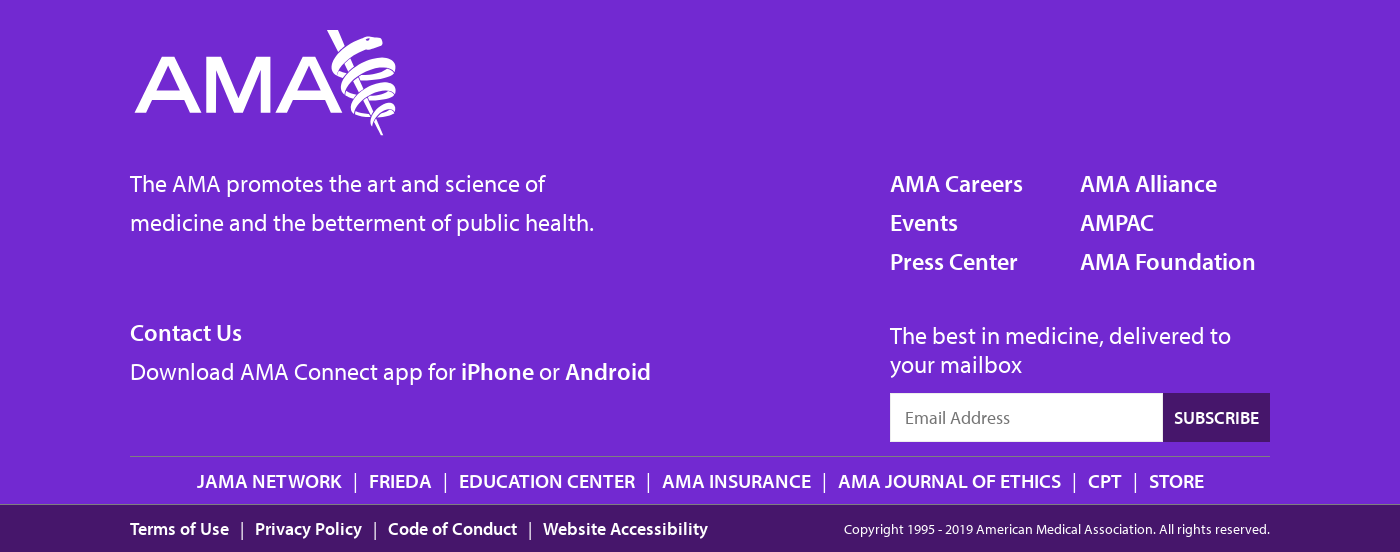 AMA
The AMA promotes the art and science of
medicine and the betterment of public health.
AMA Careers
Events
Press Center
AMA Alliance
AMPAC
AMA Foundation
Contact Us
Download AMA Connect app for iPhone or Android
The best in medicine, delivered to
your mailbox
Email Address
SUBSCRIBE
JAMA NETWORK | FRIEDA | EDUCATION CENTER | AMA INSURANCE | AMA JOURNAL OF ETHICS | CPT | STORE
Terms of Use | Privacy Policy | Code of Conduct | Website Accessibility
Copyright 1995 - 2019 American Medical Association. All rights reserved.